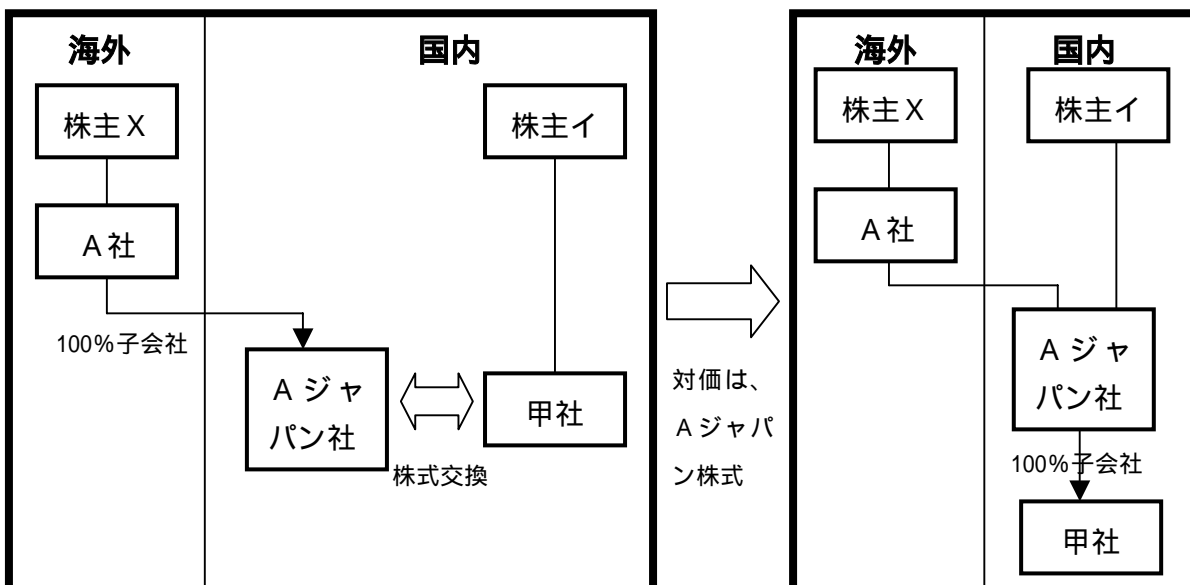 海外
国内
株主X
株主イ
A社
100%子会社
Aジャ
パン社
甲社
株式交換
対価は、
Aジャパ
ン株式
海外
国内
株主X
株主イ
A社
Aジャ
パン社
100%子会社
甲社